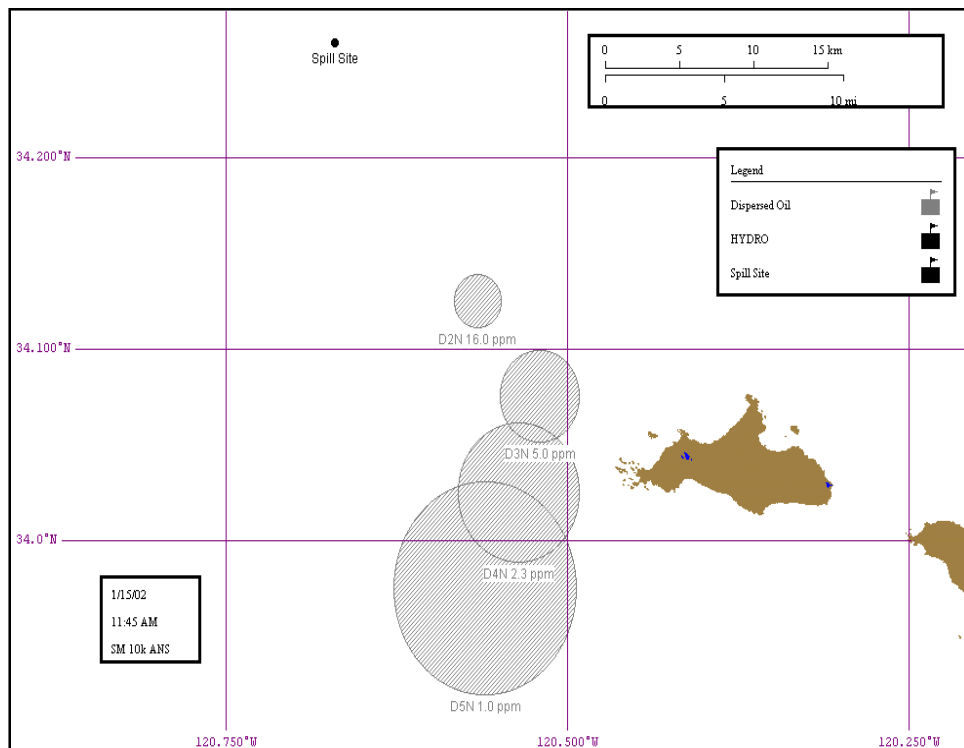 Spill Site
0 5 10 15 km
0 5 10 mi
34.200°N
Legend
Dispersed Oil
HYDRO
Spill Site
D2N 16.0 ppm
34.100°N
D3N 5.0 ppm
34.0°N
D4N 2.3 ppm
1/15/02
11:45 AM
SM 10k ANS
D5N 1.0 ppm
120.750°W 120.500°W 120.250°W